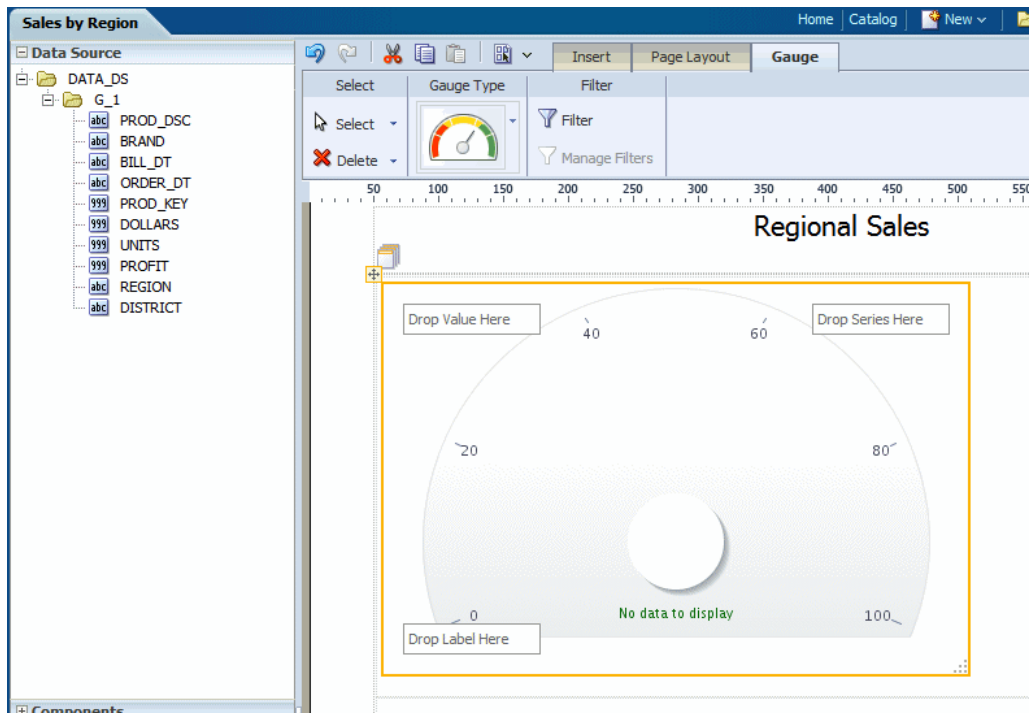 Sales by Region
Home Catalog New
Data Source
DATA_DS
G_1
abc PROD_DSC
abc BRAND
abc BILL_DT
abc ORDER_DT
999 PROD_KEY
999 DOLLARS
999 UNITS
999 PROFIT
abc REGION
abc DISTRICT
Components
Insert Page Layout Gauge
Select Gauge Type Filter
Select
Delete
Filter
Manage Filters
50 100 150 200 250 300 350 400 450 500 550
Regional Sales
Drop Value Here
Drop Series Here
40 60
20 80
0 100
No data to display
Drop Label Here